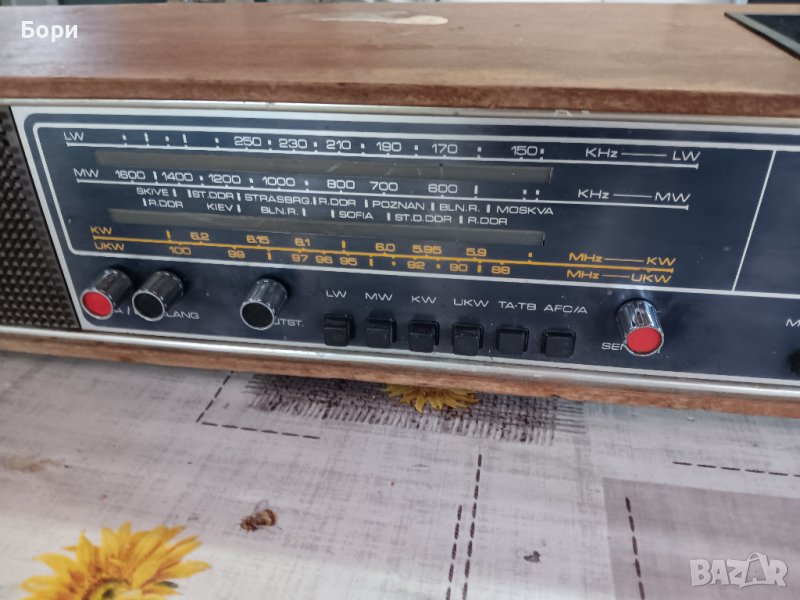 Бори
LW 250 230 210 190 170 150 KHz LW
MW 1600 1400 1200 1000 800 700 600 KHz MW
SKIVE ST.DDR STRASBRG. R.DDR POZNAN BLN.R. MOSKVA
R.DDR KIEV BLN.R. SOFIA ST.D.DDR R.DDR
KW 6.2 6.15 6.1 6.0 5.95 5.9 MHz KW
UKW 100 99 97 96 95 92 90 88 MHz UKW
LW MW KW UKW TA-TB AFC/A
LANG
BAZAR